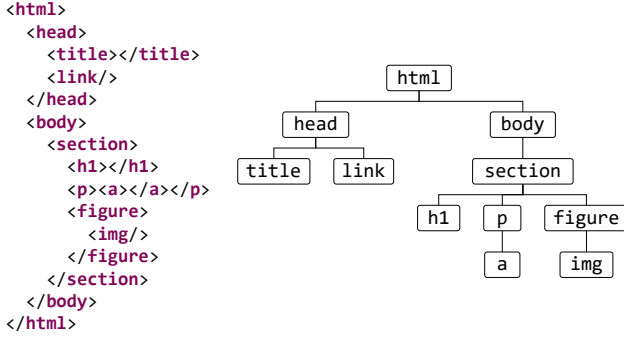 <html>
  <head>
    <title></title>
    <link/>
  </head>
  <body>
    <section>
      <h1></h1>
      <p><a></a></p>
      <figure>
        <img/>
      </figure>
    </section>
  </body>
</html>
html
head body
title link section
h1 p figure
a img